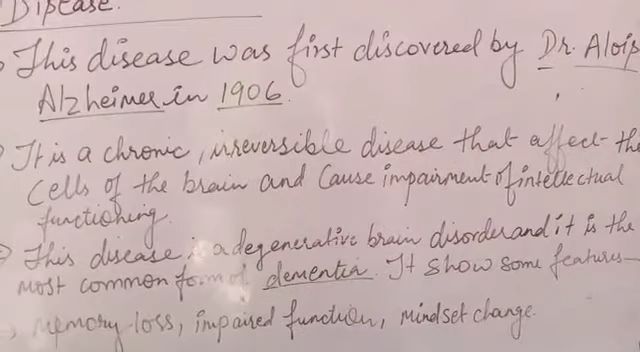 Disease.
This disease was first discovered by Dr. Alois
Alzheimer in 1906.
It is a chronic, irreversible disease that affect the
cells of the brain and cause impairment of intellectual
functioning.
This disease is a degenerative brain disorder and it is the
most common form of dementia. It show some features
memory loss, impaired function, mindset change.